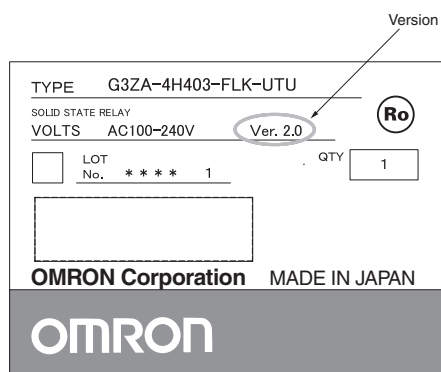 Version
TYPE G3ZA-4H403-FLK-UTU
SOLID STATE RELAY
VOLTS AC100-240V Ver. 2.0
Ro
LOT No. **** 1
QTY 1
OMRON Corporation MADE IN JAPAN
OMRON